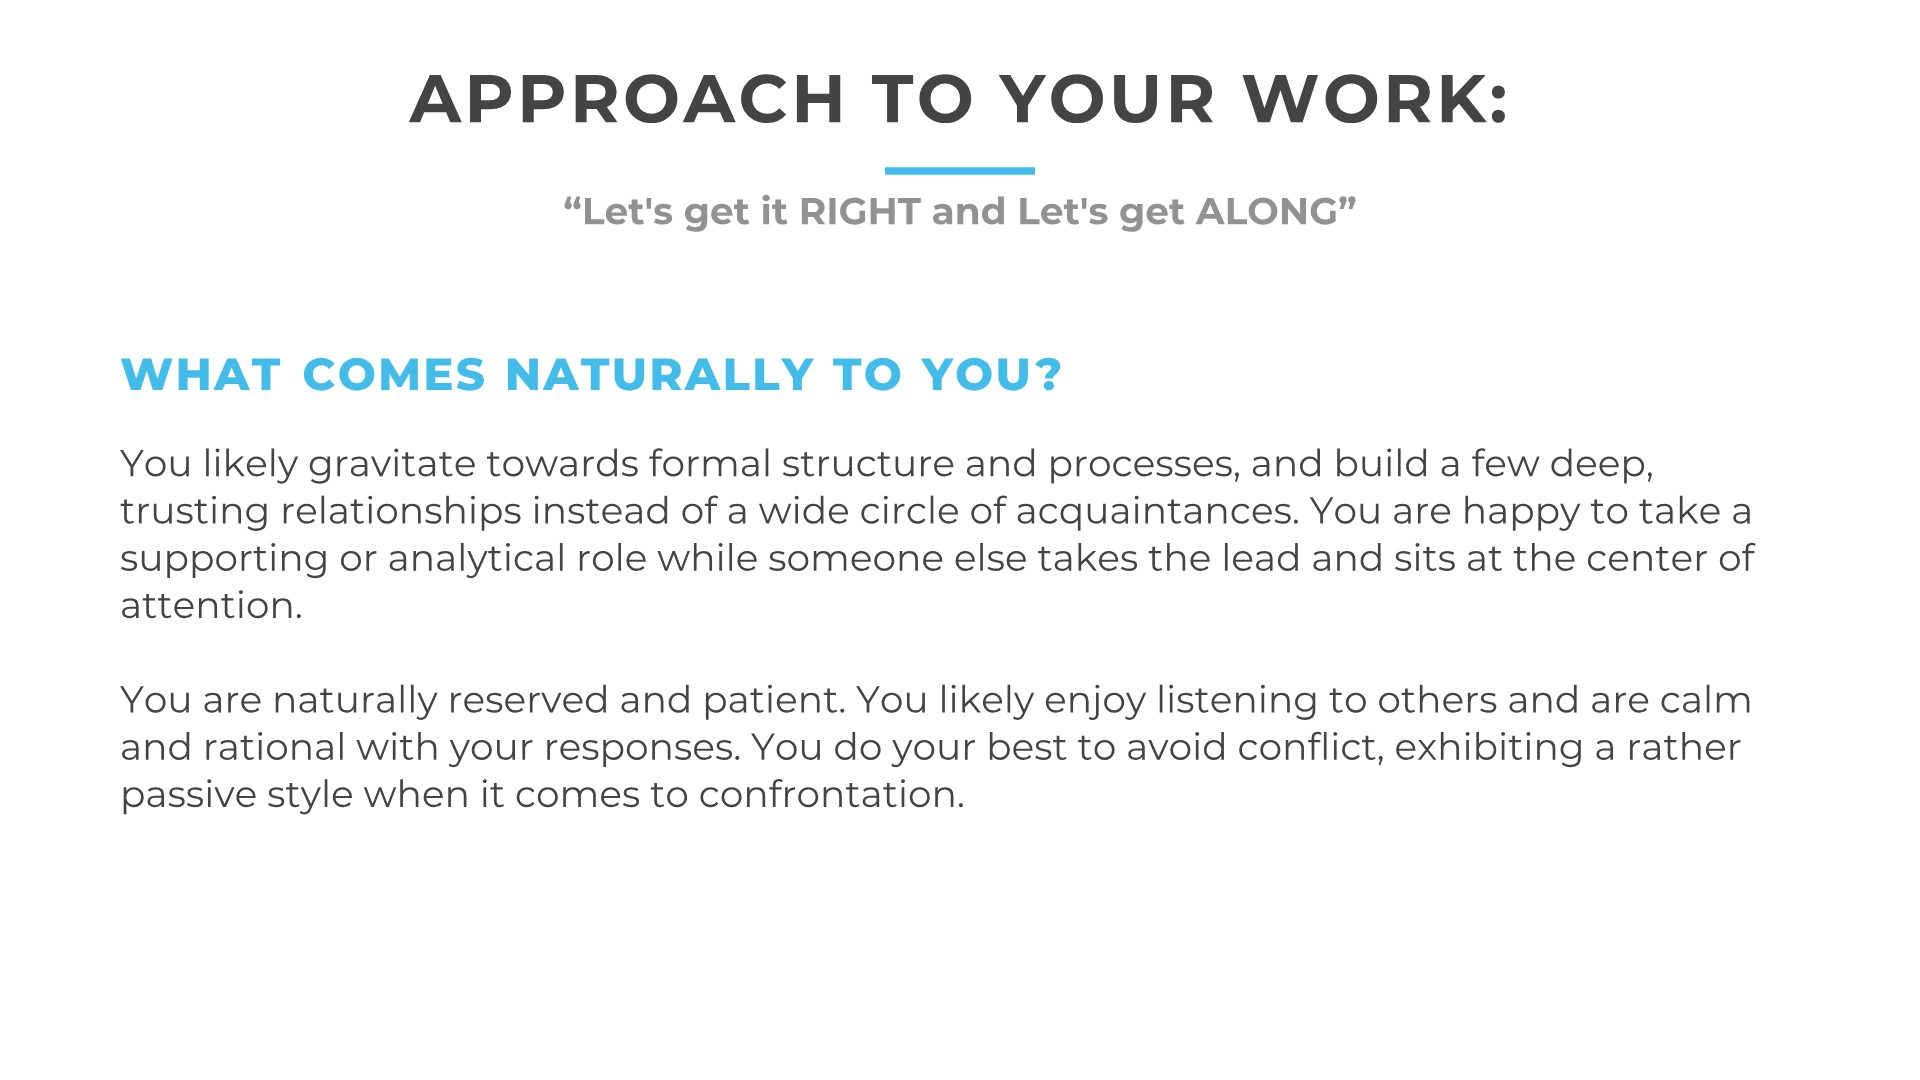 APPROACH TO YOUR WORK:
“Let's get it RIGHT and Let's get ALONG”
WHAT COMES NATURALLY TO YOU?
You likely gravitate towards formal structure and processes, and build a few deep,
trusting relationships instead of a wide circle of acquaintances. You are happy to take a
supporting or analytical role while someone else takes the lead and sits at the center of
attention.
You are naturally reserved and patient. You likely enjoy listening to others and are calm
and rational with your responses. You do your best to avoid conflict, exhibiting a rather
passive style when it comes to confrontation.